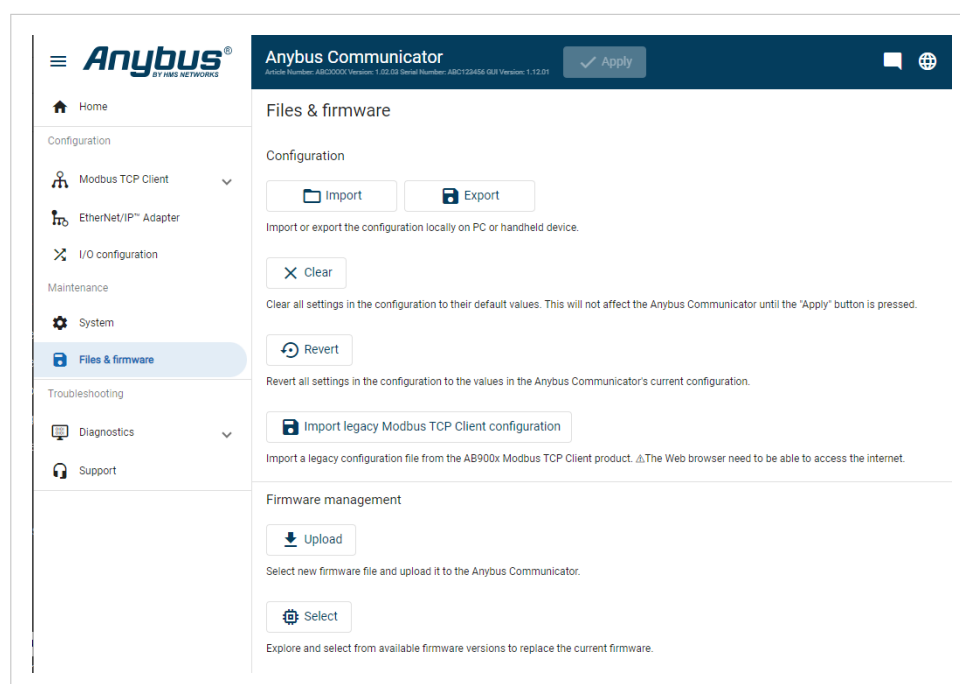 Anybus®
BY HMS NETWORKS
Anybus Communicator
Article Number: ABCXXXX Version: 1.02.03 Serial Number: ABC123456 GUI Version: 1.12.01
Apply
Home
Configuration
Modbus TCP Client
EtherNet/IP™ Adapter
I/O configuration
Maintenance
System
Files & firmware
Troubleshooting
Diagnostics
Support
Files & firmware
Configuration
Import
Export
Import or export the configuration locally on PC or handheld device.
Clear
Clear all settings in the configuration to their default values. This will not affect the Anybus Communicator until the "Apply" button is pressed.
Revert
Revert all settings in the configuration to the values in the Anybus Communicator's current configuration.
Import legacy Modbus TCP Client configuration
Import a legacy configuration file from the AB900x Modbus TCP Client product. ⚠The Web browser need to be able to access the internet.
Firmware management
Upload
Select new firmware file and upload it to the Anybus Communicator.
Select
Explore and select from available firmware versions to replace the current firmware.